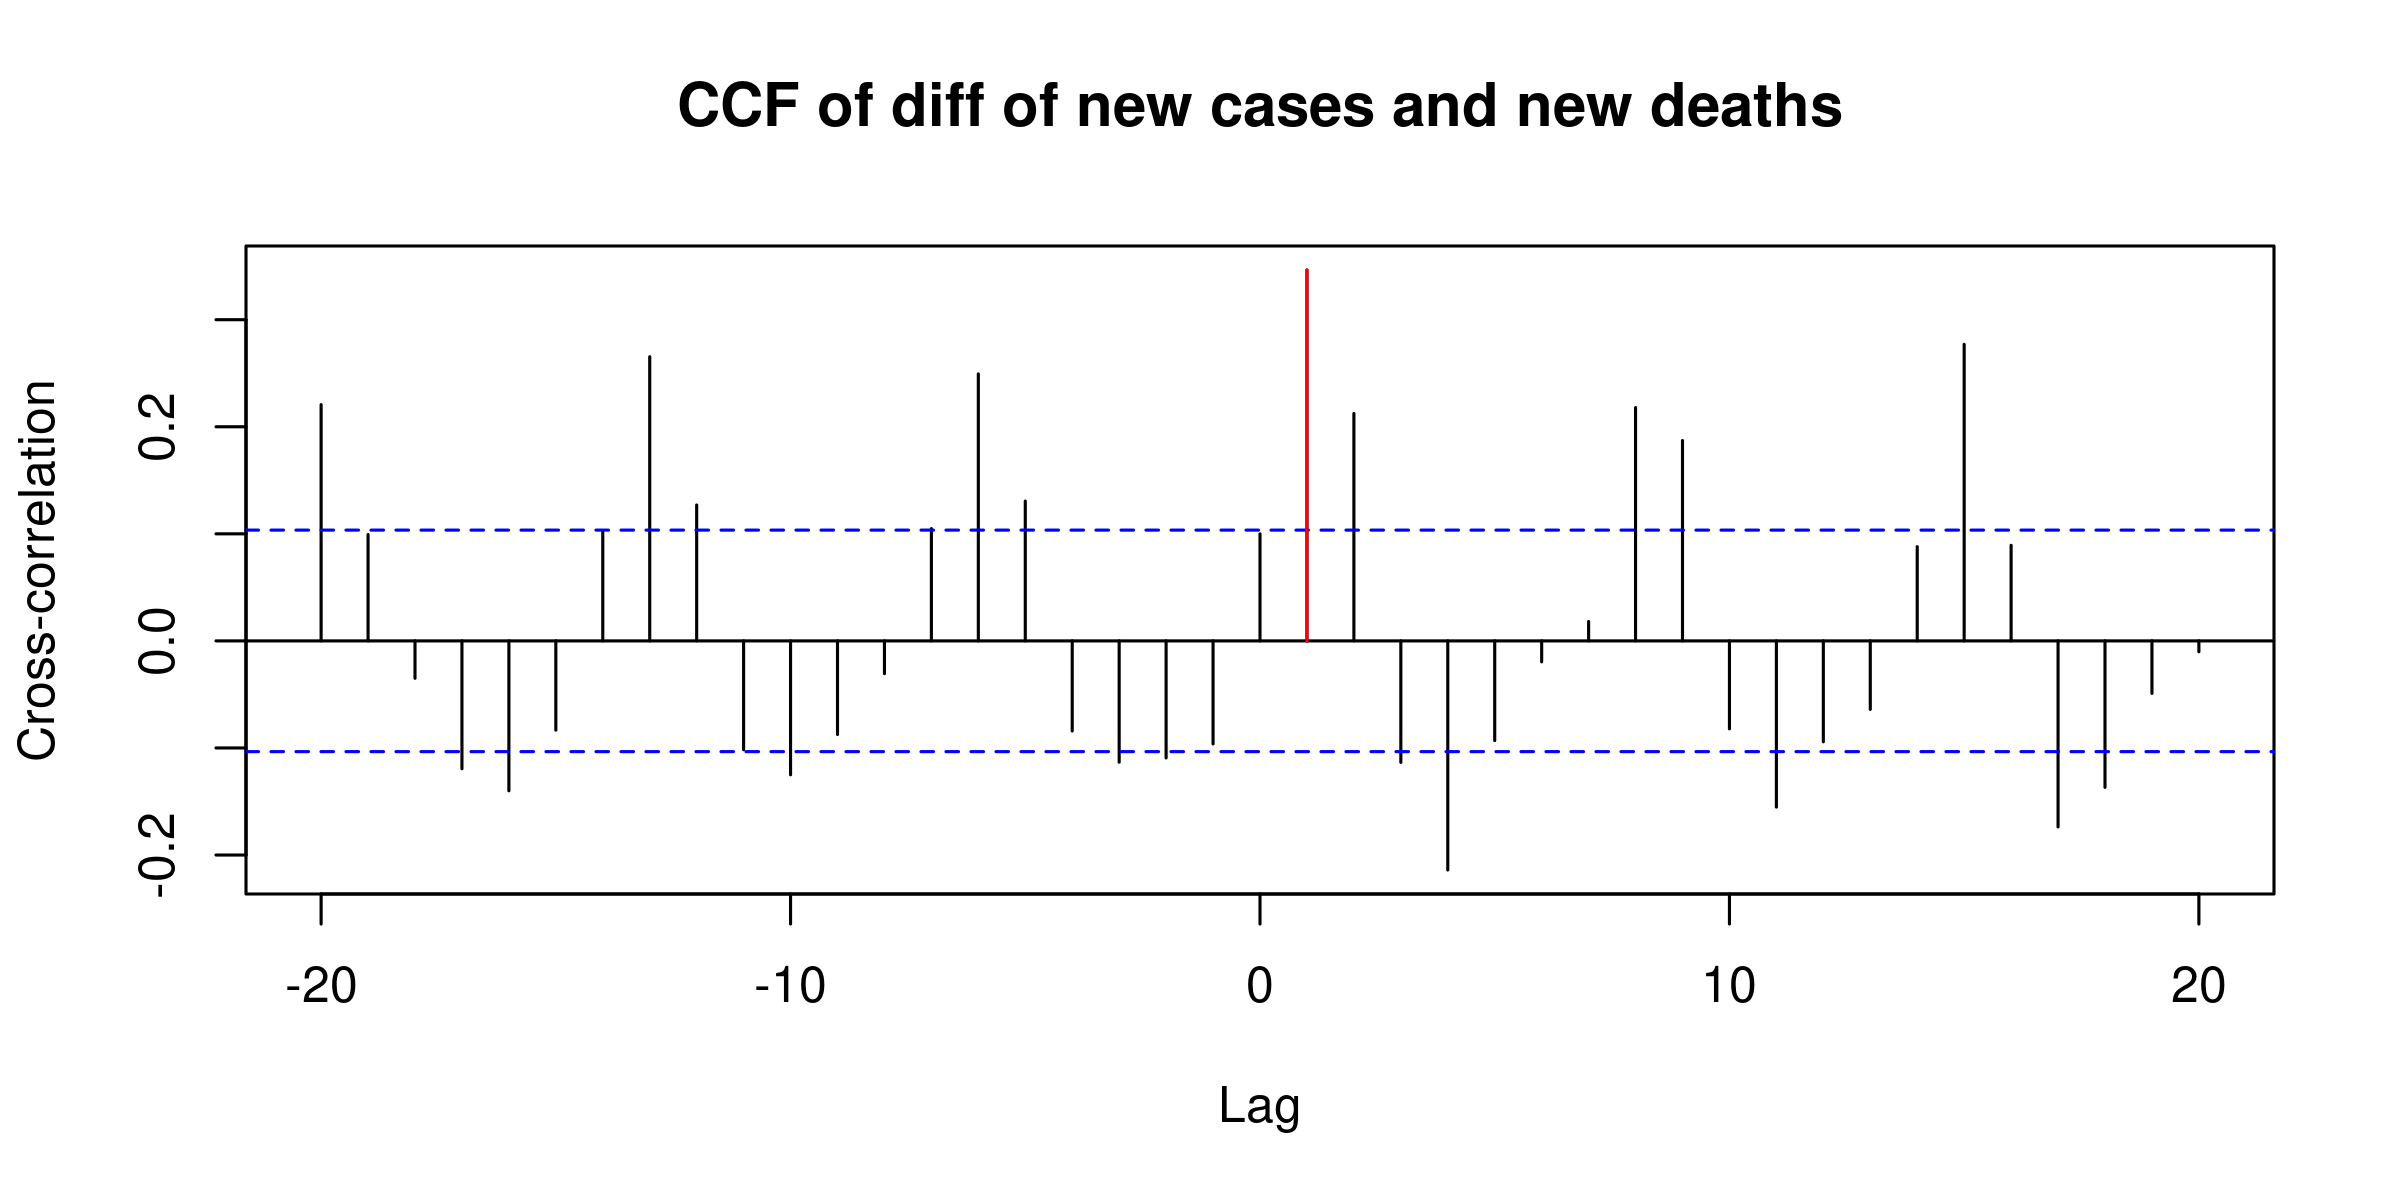 CCF of diff of new cases and new deaths
Cross-correlation
0.2
0.0
-0.2
-20 -10 0 10 20
Lag